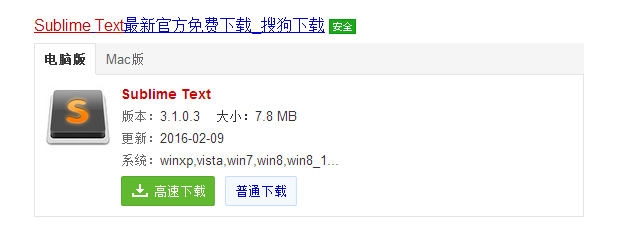 Sublime Text最新官方免费下载_搜狗下载 安全
电脑版 Mac版
Sublime Text
版本：3.1.0.3 大小：7.8 MB
更新：2016-02-09
系统：winxp,vista,win7,win8,win8_1...
高速下载 普通下载